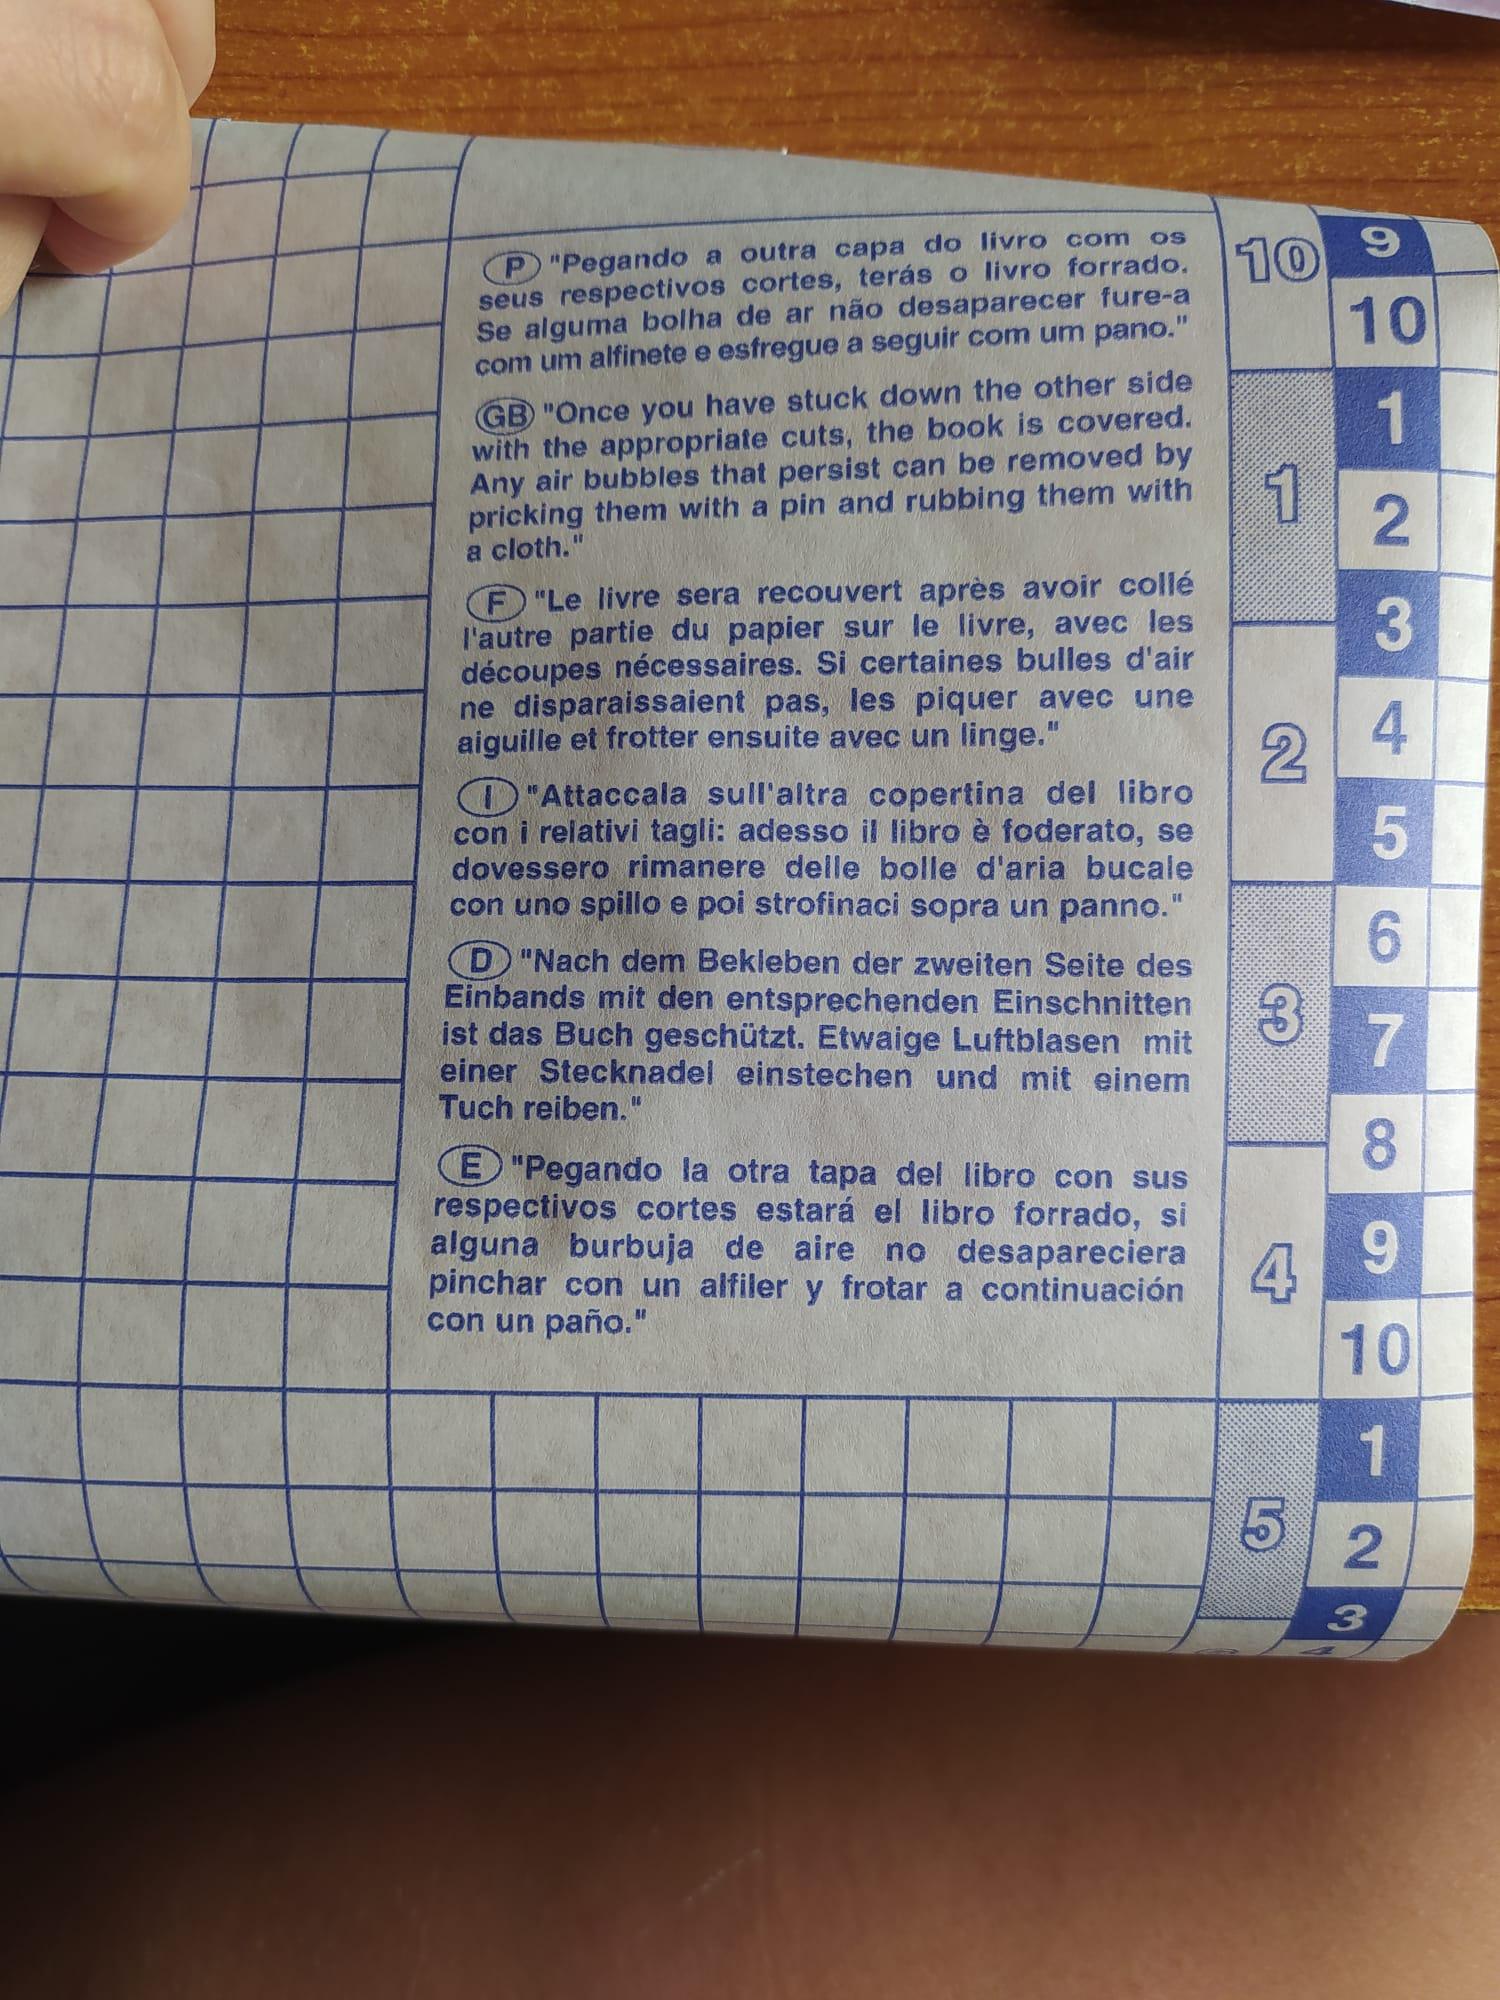 P "Pegando a outra capa do livro com os
seus respectivos cortes, terás o livro forrado.
Se alguma bolha de ar não desaparecer fure-a
com um alfinete e esfregue a seguir com um pano."
GB "Once you have stuck down the other side
with the appropriate cuts, the book is covered.
Any air bubbles that persist can be removed by
pricking them with a pin and rubbing them with
a cloth."
F "Le livre sera recouvert après avoir collé
l'autre partie du papier sur le livre, avec les
découpes nécessaires. Si certaines bulles d'air
ne disparaissaient pas, les piquer avec une
aiguille et frotter ensuite avec un linge."
I "Attaccala sull'altra copertina del libro
con i relativi tagli: adesso il libro è foderato, se
dovessero rimanere delle bolle d'aria bucale
con uno spillo e poi strofinaci sopra un panno."
D "Nach dem Bekleben der zweiten Seite des
Einbands mit den entsprechenden Einschnitten
ist das Buch geschützt. Etwaige Luftblasen mit
einer Stecknadel einstechen und mit einem
Tuch reiben."
E "Pegando la otra tapa del libro con sus
respectivos cortes estará el libro forrado, si
alguna burbuja de aire no desapareciera
pinchar con un alfiler y frotar a continuación
con un paño."
10
1
2
3
4
5
9
10
1
2
3
4
5
6
7
8
9
10
1
2
3
4